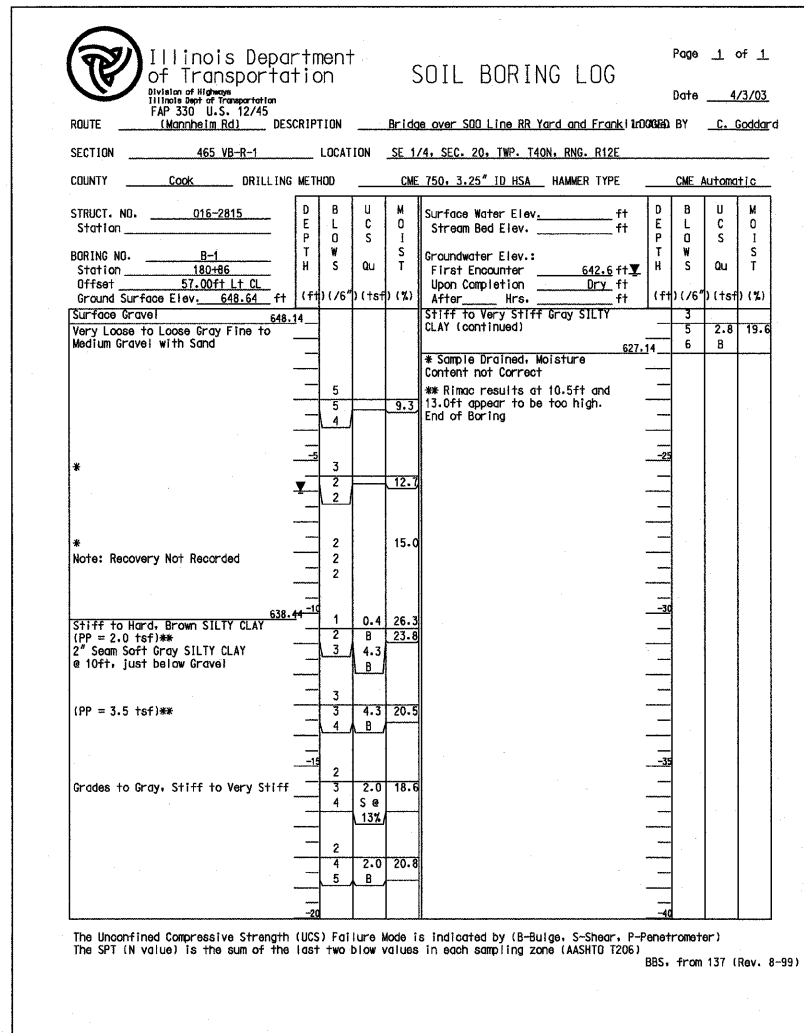 Illinois Department
of Transportation
Division of Highways
Illinois Dept of Transportation
SOIL BORING LOG
Page 1 of 1
Date 4/3/03
FAP 330 U.S. 12/45
ROUTE (Mannheim Rd) DESCRIPTION Bridge over SOO Line RR Yard and Franklin LOGGED BY C. Goddard
SECTION 465 VB-R-1 LOCATION SE 1/4, SEC. 20, TWP. T40N, RNG. R12E
COUNTY Cook DRILLING METHOD CME 750, 3.25" ID HSA HAMMER TYPE CME Automatic
STRUCT. NO. 016-2815
Station
BORING NO. B-1
Station 180+86
Offset 57.00ft Lt CL
Ground Surface Elev. 648.64 ft
DEPTH (ft)
BLOWS (/6")
UCS Qu (tsf)
MOIST (%)
Surface Water Elev. ft
Stream Bed Elev. ft
Groundwater Elev.:
First Encounter 642.6 ft
Upon Completion Dry ft
After Hrs. ft
DEPTH (ft)
BLOWS (/6")
UCS Qu (tsf)
MOIST (%)
Surface Gravel 648.14
Very Loose to Loose Gray Fine to
Medium Gravel with Sand
5
5 9.3
4
-5
* 3
2 12.7
2
* 2 15.0
Note: Recovery Not Recorded 2
2
638.44 -10
Stiff to Hard, Brown SILTY CLAY 1 0.4 26.3
(PP = 2.0 tsf)** 2 B 23.8
2" Seam Soft Gray SILTY CLAY 3 4.3
@ 10ft, just below Gravel B
3
(PP = 3.5 tsf)** 3 4.3 20.5
4 B
-15
2
Grades to Gray, Stiff to Very Stiff 3 2.0 18.6
4 S @
13%
2
4 2.0 20.8
5 B
-20
Stiff to Very Stiff Gray SILTY 3
CLAY (continued) 5 2.8 19.6
627.14 6 B
* Sample Drained, Moisture
Content not Correct
** Rimac results at 10.5ft and
13.0ft appear to be too high.
End of Boring
-25
-30
-35
-40
The Unconfined Compressive Strength (UCS) Failure Mode is indicated by (B-Bulge, S-Shear, P-Penetrometer)
The SPT (N value) is the sum of the last two blow values in each sampling zone (AASHTO T206)
BBS, from 137 (Rev. 8-99)